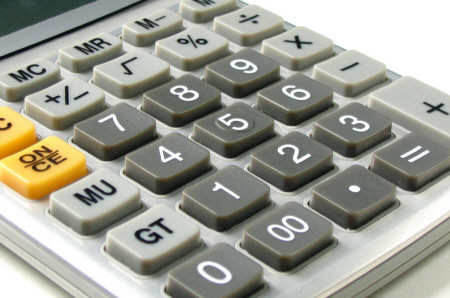 MC MR M− M
C +/− √ % ÷
ON
CE 7 8 9 ×
MU 4 5 6 −
GT 1 2 3 +
0 00 · =